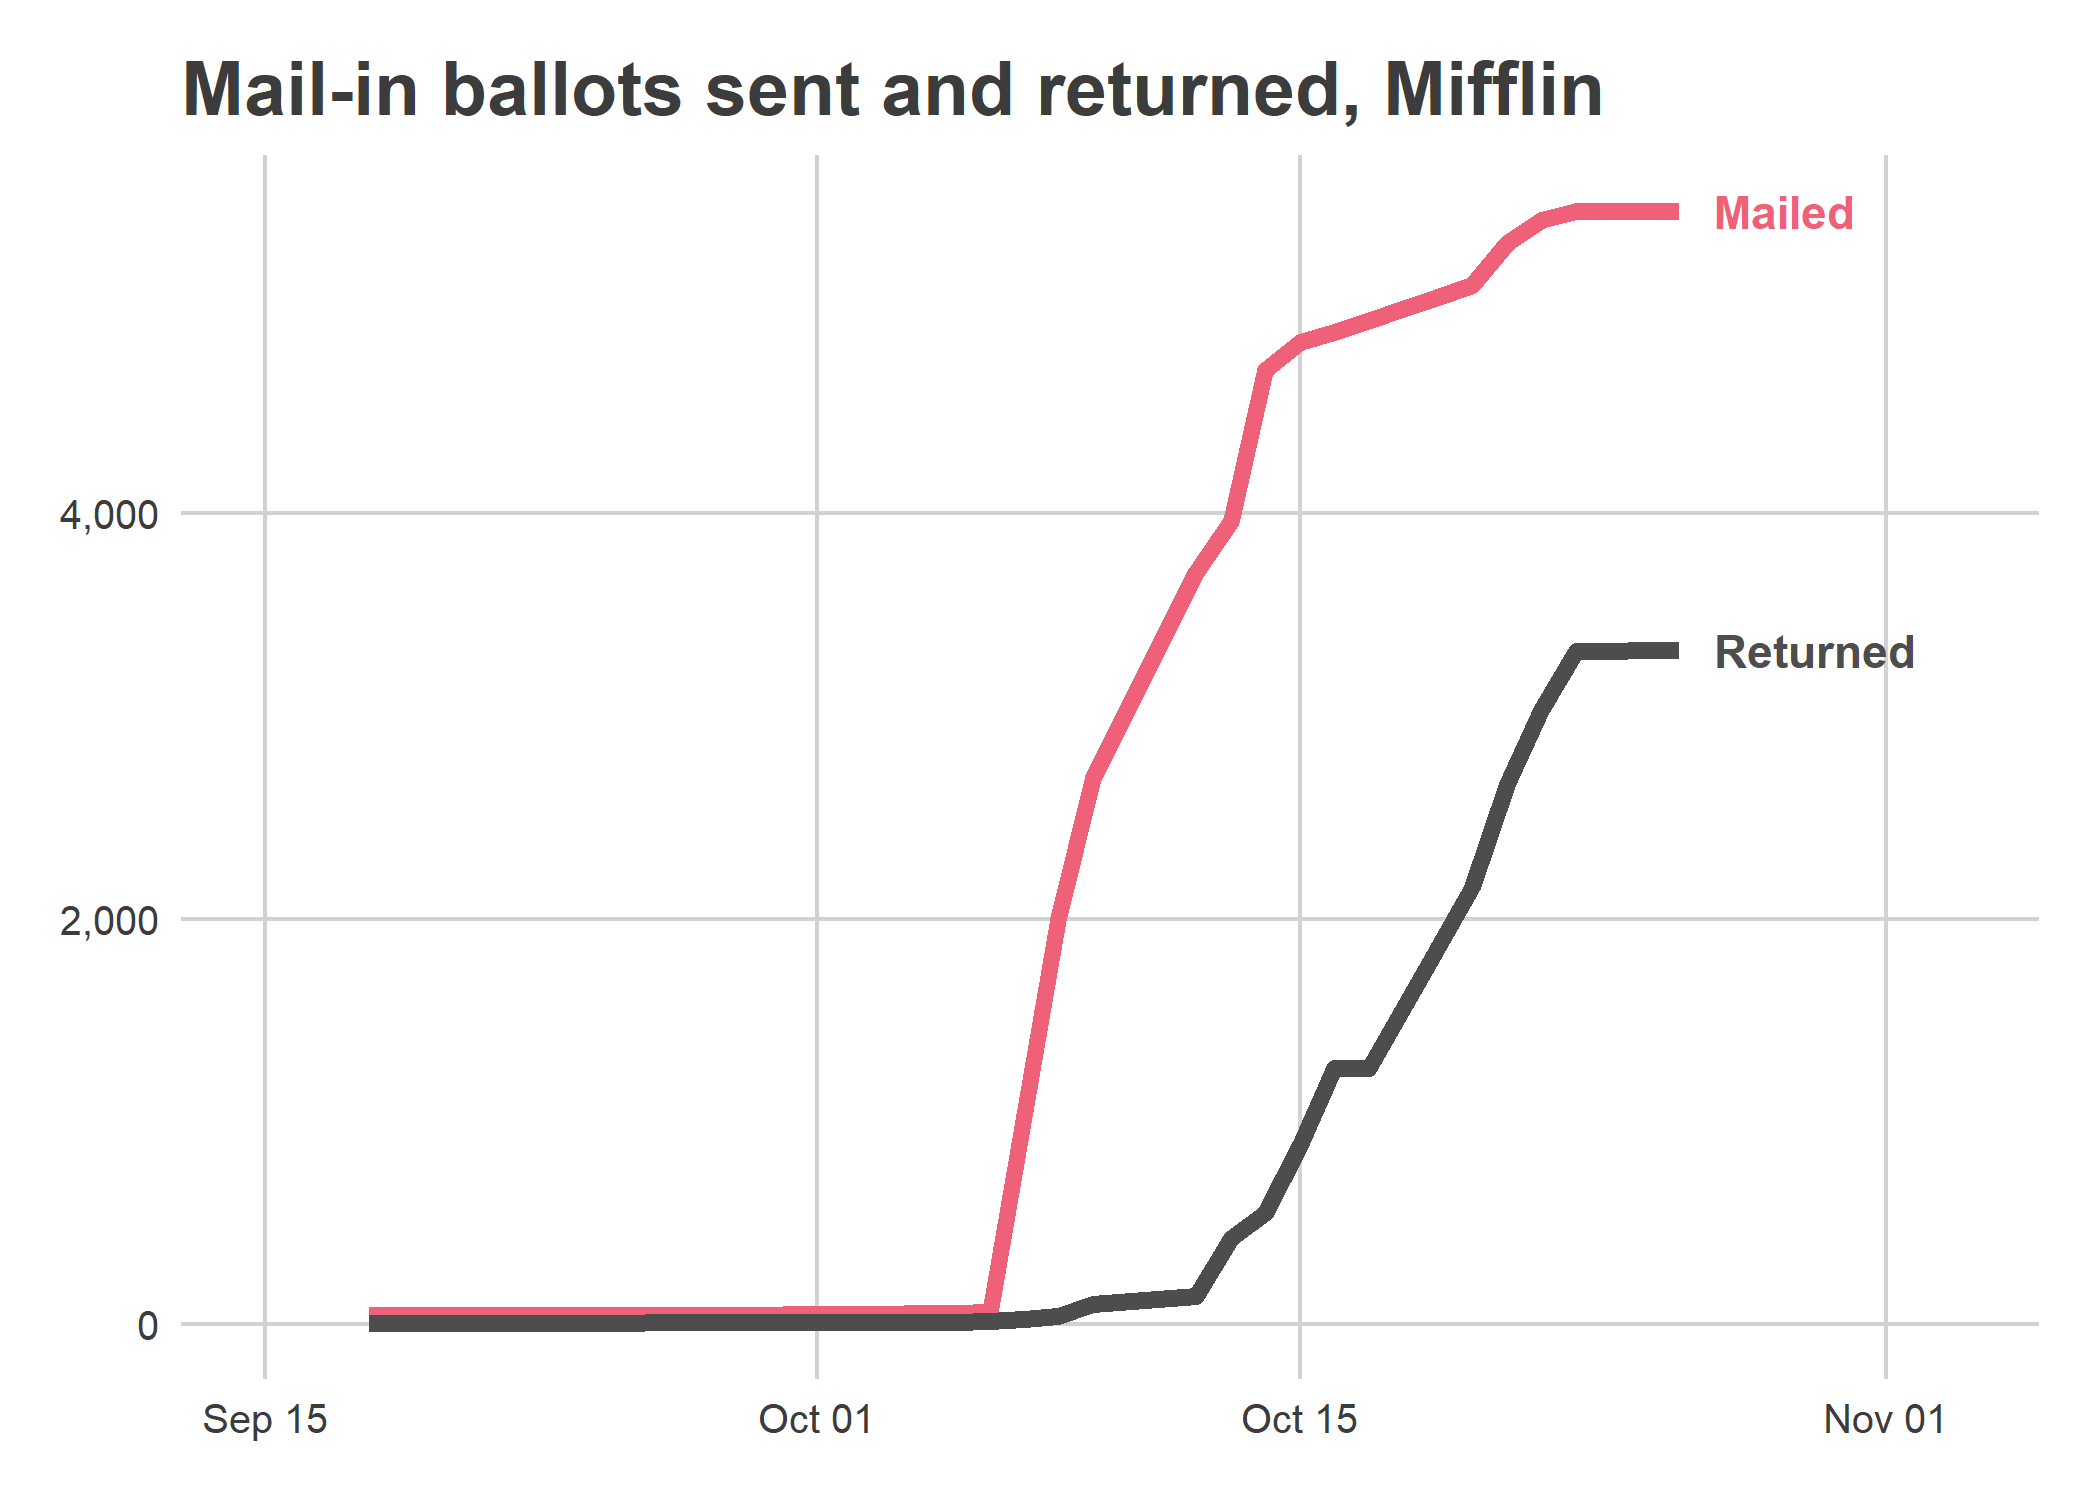 Mail-in ballots sent and returned, Mifflin
Mailed
4,000
Returned
2,000
0
Sep 15
Oct 01
Oct 15
Nov 01